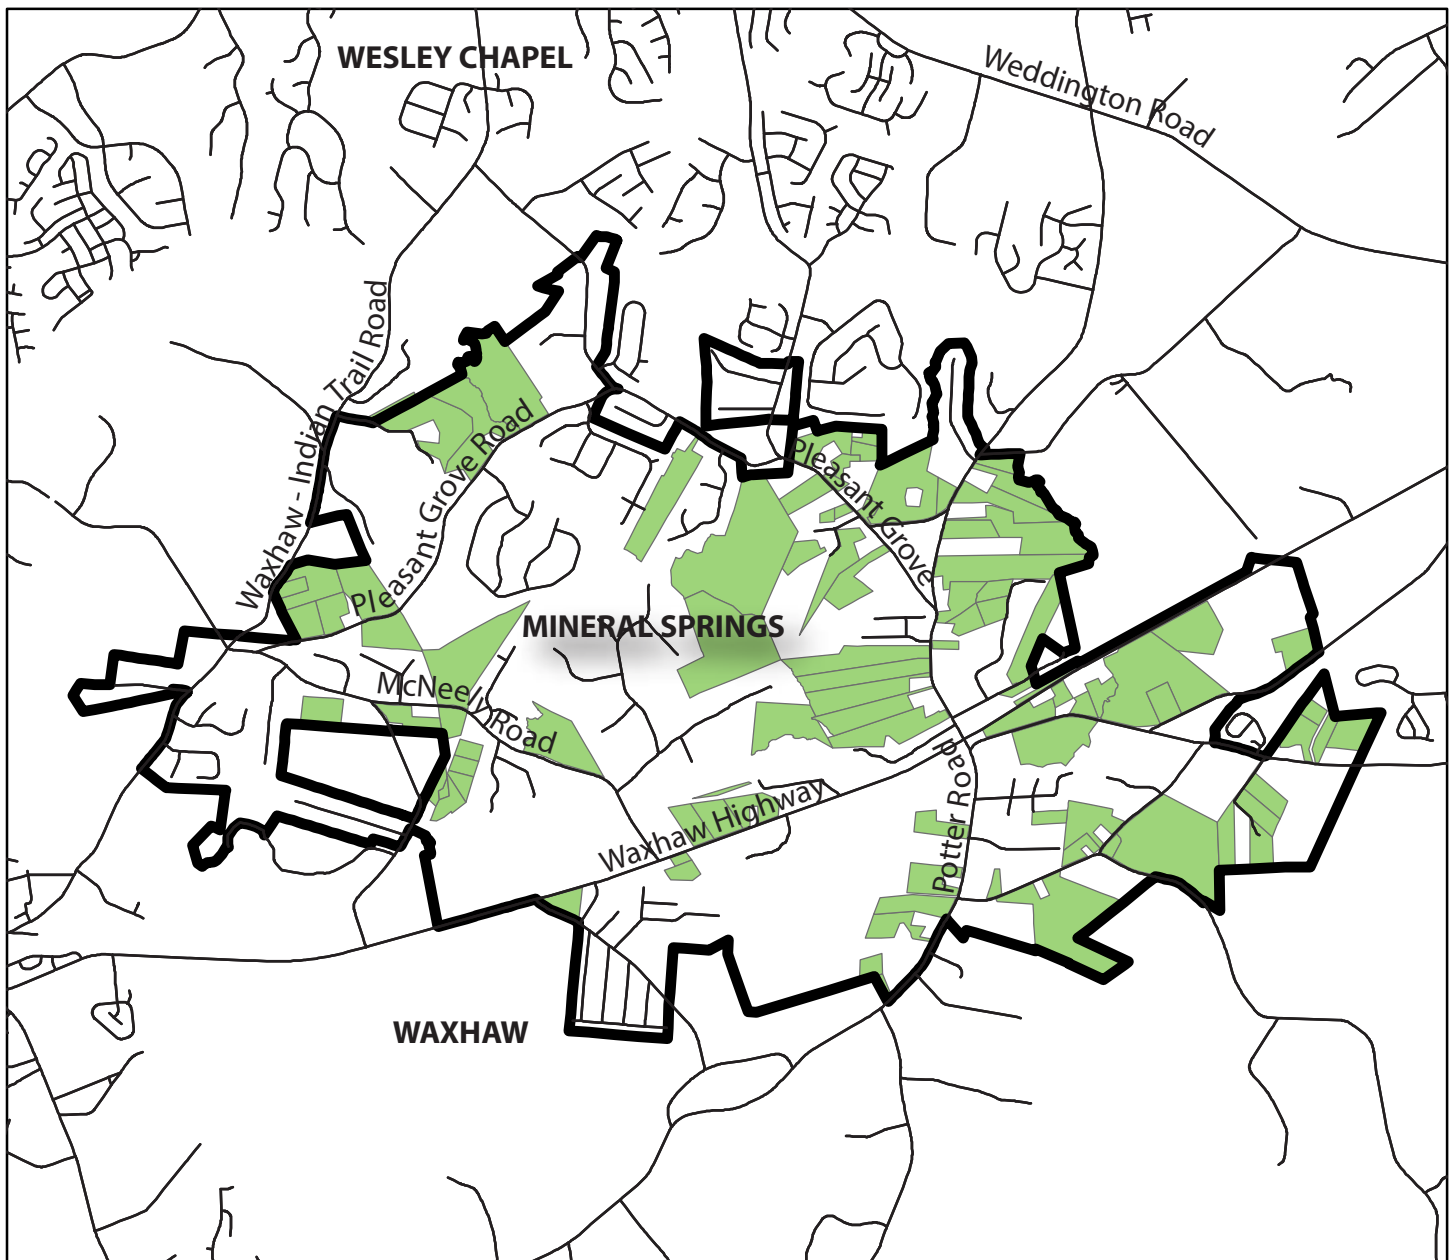 WESLEY CHAPEL
Weddington Road
Waxhaw - Indian Trail Road
Pleasant Grove Road
Pleasant Grove
MINERAL SPRINGS
McNeely Road
Waxhaw Highway
Potter Road
WAXHAW